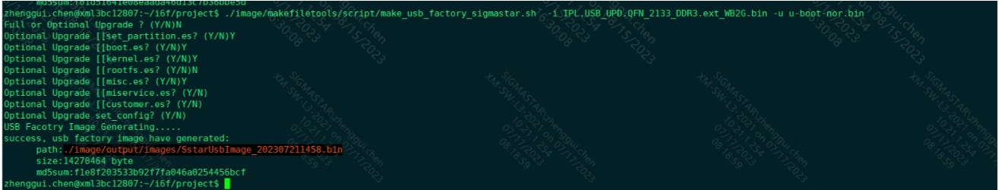 md5sum:f01d51641e08eaada46d13c7b36bbe5d
zhenggui.chen@xml3bc12807:~/i6f/project$ ./image/makefiletools/script/make_usb_factory_sigmastar.sh -i IPL.USB_UPD.QFN_2133_DDR3.ext_WB2G.bin -u u-boot-nor.bin
Full or Optional Upgrade ? (Y/N)N
Optional Upgrade [[set_partition.es? (Y/N)Y
Optional Upgrade [[boot.es? (Y/N)Y
Optional Upgrade [[kernel.es? (Y/N)Y
Optional Upgrade [[rootfs.es? (Y/N)N
Optional Upgrade [[misc.es? (Y/N)Y
Optional Upgrade [[miservice.es? (Y/N)
Optional Upgrade [[customer.es? (Y/N)
Optional Upgrade set_config? (Y/N)
USB Facotry Image Generating.....
success, usb factory image have generated:
path:./image/output/images/SstarUsbImage_202307211458.bin
size:14270464 byte
md5sum:f1e8f203533b92f7fa046a0254456bcf
zhenggui.chen@xml3bc12807:~/i6f/project$